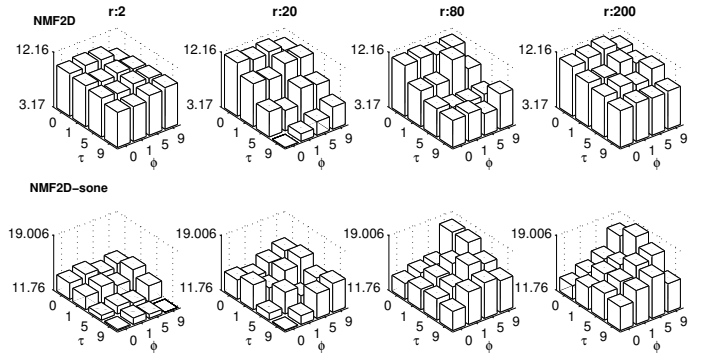 r:2 r:20 r:80 r:200
NMF2D
12.16 12.16 12.16 12.16
3.17 3.17 3.17 3.17
0 1 5 9 0 1 5 9 0 1 5 9 0 1 5 9
τ τ τ τ
0 1 5 9 0 1 5 9 0 1 5 9 0 1 5 9
ϕ ϕ ϕ ϕ
NMF2D−sone
19.006 19.006 19.006 19.006
11.76 11.76 11.76 11.76
0 1 5 9 0 1 5 9 0 1 5 9 0 1 5 9
τ τ τ τ
0 1 5 9 0 1 5 9 0 1 5 9 0 1 5 9
ϕ ϕ ϕ ϕ